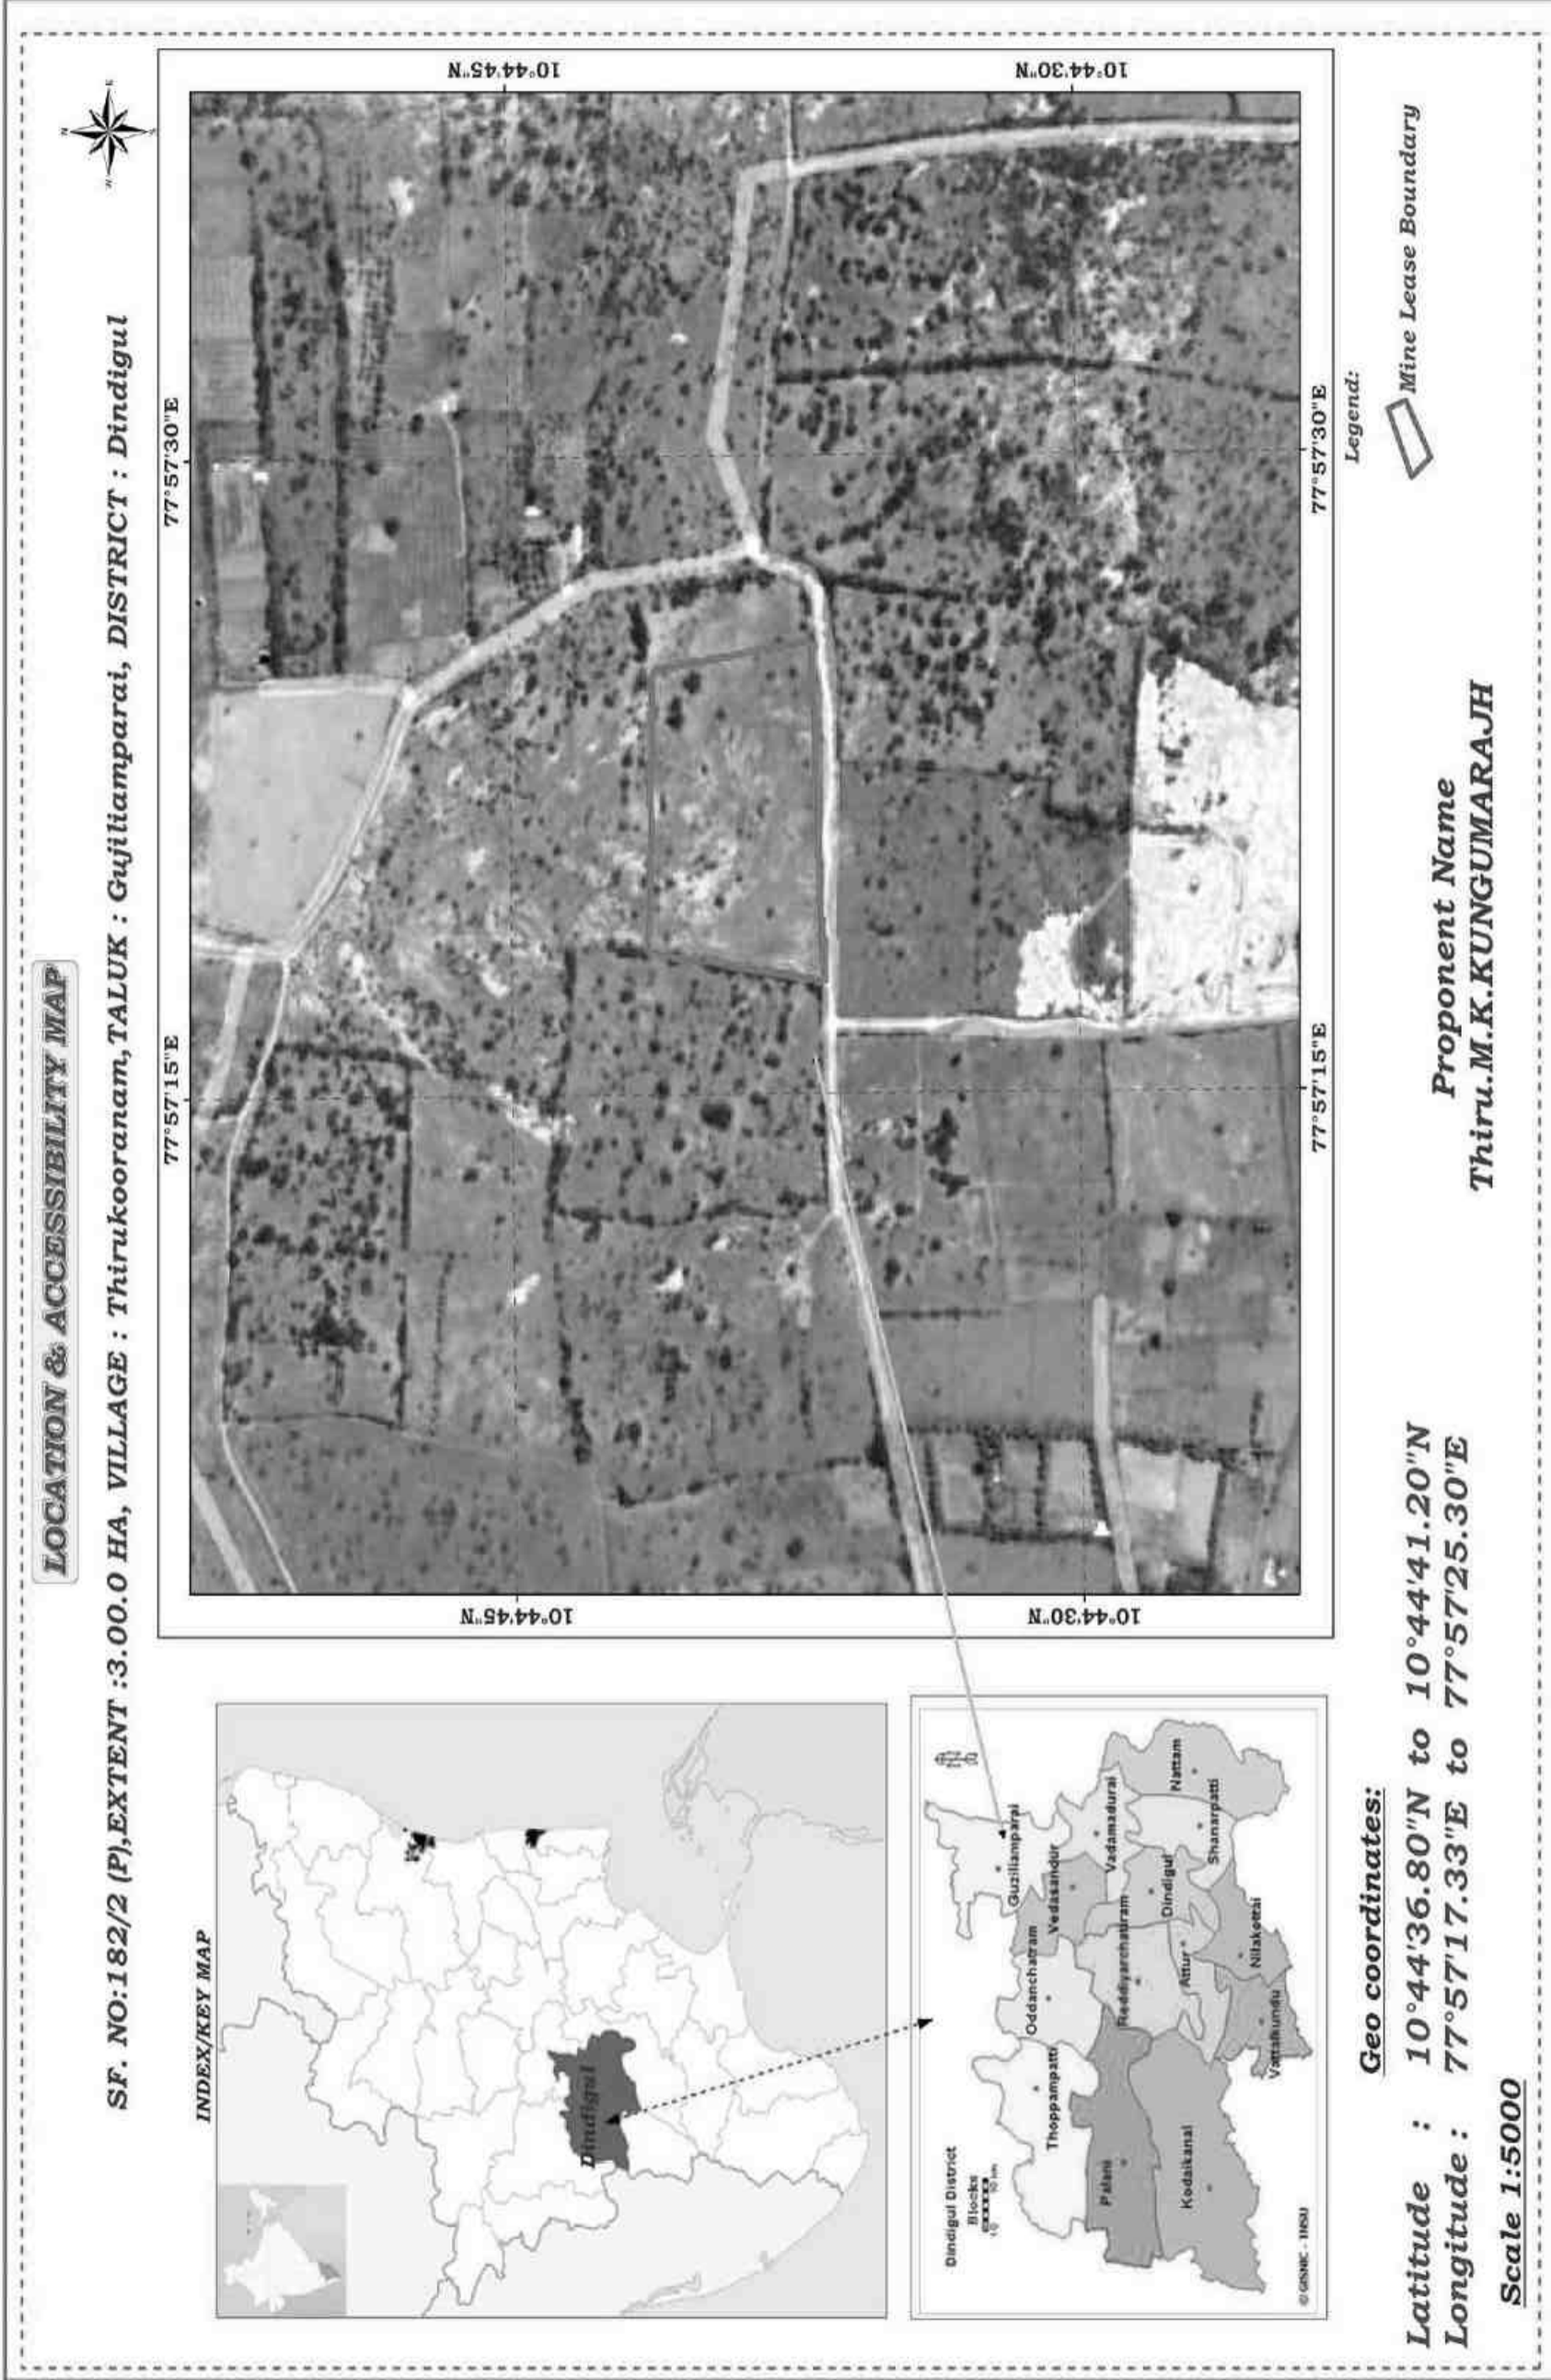 LOCATION & ACCESSIBILITY MAP
SF. NO:182/2 (P),EXTENT :3.00.0 HA, VILLAGE : Thirukooranam,TALUK : Gujiliamparai, DISTRICT : Dindigul
INDEX/KEY MAP
Dindigul
77°57'15"E
77°57'30"E
10°44'45"N
10°44'45"N
10°44'30"N
10°44'30"N
77°57'15"E
77°57'30"E
Dindigul District
Blocks
Guziliamparai
Thoppampatti
Oddanchatram
Vedasandur
Vadamadurai
Palani
Reddiyarchatram
Dindigul
Nattam
Kodaikanal
Attur
Shanarpatti
Nilakottai
Vattalkundu
© GISNIC - TNSU
Legend:
Mine Lease Boundary
Geo coordinates:
Latitude : 10°44'36.80"N to 10°44'41.20"N
Longitude : 77°57'17.33"E to 77°57'25.30"E
Scale 1:5000
Proponent Name
Thiru.M.K.KUNGUMARAJH